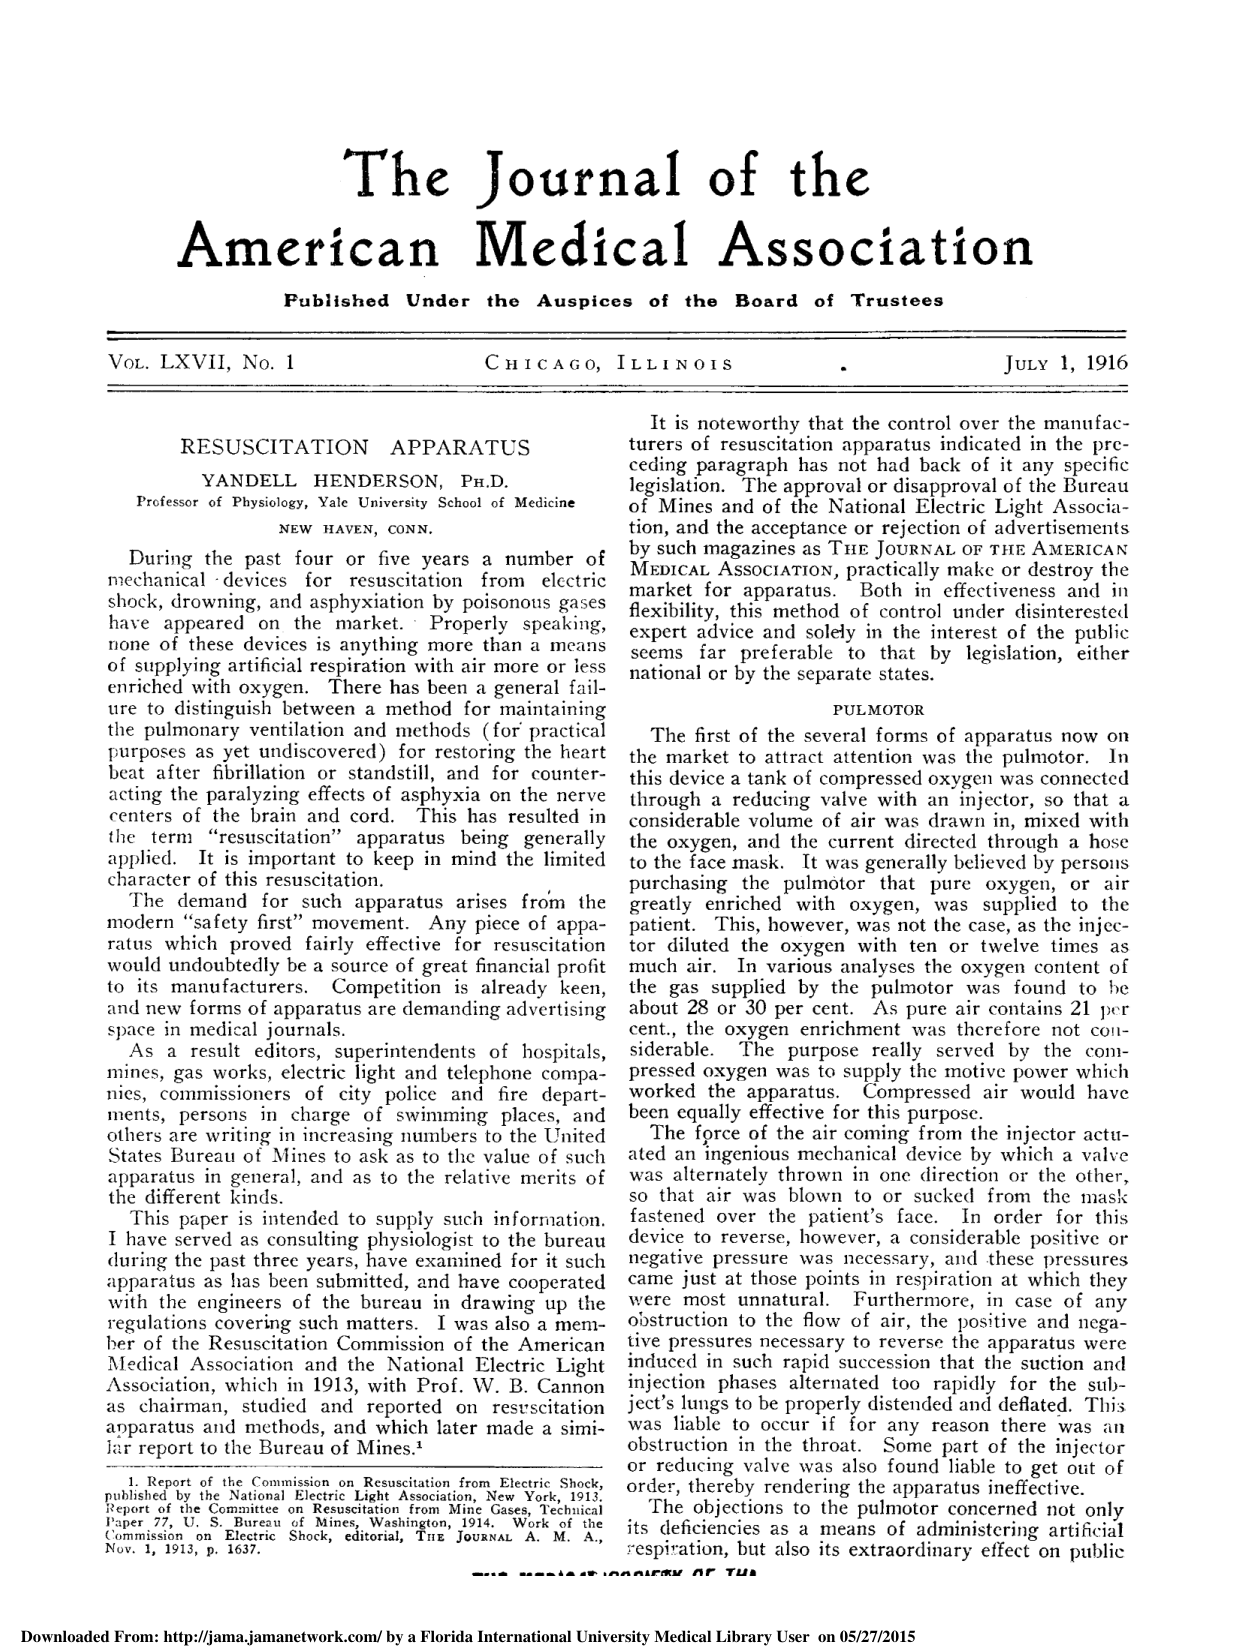 The Journal of the
American Medical Association
Published Under the Auspices of the Board of Trustees
VOL. LXVII, NO. 1 CHICAGO, ILLINOIS JULY 1, 1916
RESUSCITATION APPARATUS
YANDELL HENDERSON, PH.D.
Professor of Physiology, Yale University School of Medicine
NEW HAVEN, CONN.
During the past four or five years a number of
mechanical devices for resuscitation from electric
shock, drowning, and asphyxiation by poisonous gases
have appeared on the market. Properly speaking,
none of these devices is anything more than a means
of supplying artificial respiration with air more or less
enriched with oxygen. There has been a general fail-
ure to distinguish between a method for maintaining
the pulmonary ventilation and methods (for practical
purposes as yet undiscovered) for restoring the heart
beat after fibrillation or standstill, and for counter-
acting the paralyzing effects of asphyxia on the nerve
centers of the brain and cord. This has resulted in
the term "resuscitation" apparatus being generally
applied. It is important to keep in mind the limited
character of this resuscitation.
The demand for such apparatus arises from the
modern "safety first" movement. Any piece of appa-
ratus which proved fairly effective for resuscitation
would undoubtedly be a source of great financial profit
to its manufacturers. Competition is already keen,
and new forms of apparatus are demanding advertising
space in medical journals.
As a result editors, superintendents of hospitals,
mines, gas works, electric light and telephone compa-
nies, commissioners of city police and fire depart-
ments, persons in charge of swimming places, and
others are writing in increasing numbers to the United
States Bureau of Mines to ask as to the value of such
apparatus in general, and as to the relative merits of
the different kinds.
This paper is intended to supply such information.
I have served as consulting physiologist to the bureau
during the past three years, have examined for it such
apparatus as has been submitted, and have cooperated
with the engineers of the bureau in drawing up the
regulations covering such matters. I was also a mem-
ber of the Resuscitation Commission of the American
Medical Association and the National Electric Light
Association, which in 1913, with Prof. W. B. Cannon
as chairman, studied and reported on resuscitation
apparatus and methods, and which later made a simi-
lar report to the Bureau of Mines.1
1. Report of the Commission on Resuscitation from Electric Shock,
published by the National Electric Light Association, New York, 1913.
Report of the Committee on Resuscitation from Mine Gases, Technical
Paper 77, U. S. Bureau of Mines, Washington, 1914. Work of the
Commission on Electric Shock, editorial, THE JOURNAL A. M. A.,
Nov. 1, 1913, p. 1637.
It is noteworthy that the control over the manufac-
turers of resuscitation apparatus indicated in the pre-
ceding paragraph has not had back of it any specific
legislation. The approval or disapproval of the Bureau
of Mines and of the National Electric Light Associa-
tion, and the acceptance or rejection of advertisements
by such magazines as THE JOURNAL OF THE AMERICAN
MEDICAL ASSOCIATION, practically make or destroy the
market for apparatus. Both in effectiveness and in
flexibility, this method of control under disinterested
expert advice and solely in the interest of the public
seems far preferable to that by legislation, either
national or by the separate states.
PULMOTOR
The first of the several forms of apparatus now on
the market to attract attention was the pulmotor. In
this device a tank of compressed oxygen was connected
through a reducing valve with an injector, so that a
considerable volume of air was drawn in, mixed with
the oxygen, and the current directed through a hose
to the face mask. It was generally believed by persons
purchasing the pulmotor that pure oxygen, or air
greatly enriched with oxygen, was supplied to the
patient. This, however, was not the case, as the injec-
tor diluted the oxygen with ten or twelve times as
much air. In various analyses the oxygen content of
the gas supplied by the pulmotor was found to be
about 28 or 30 per cent. As pure air contains 21 per
cent., the oxygen enrichment was therefore not con-
siderable. The purpose really served by the com-
pressed oxygen was to supply the motive power which
worked the apparatus. Compressed air would have
been equally effective for this purpose.
The force of the air coming from the injector actu-
ated an ingenious mechanical device by which a valve
was alternately thrown in one direction or the other,
so that air was blown to or sucked from the mask
fastened over the patient's face. In order for this
device to reverse, however, a considerable positive or
negative pressure was necessary, and these pressures
came just at those points in respiration at which they
were most unnatural. Furthermore, in case of any
obstruction to the flow of air, the positive and nega-
tive pressures necessary to reverse the apparatus were
induced in such rapid succession that the suction and
injection phases alternated too rapidly for the sub-
ject's lungs to be properly distended and deflated. This
was liable to occur if for any reason there was an
obstruction in the throat. Some part of the injector
or reducing valve was also found liable to get out of
order, thereby rendering the apparatus ineffective.
The objections to the pulmotor concerned not only
its deficiencies as a means of administering artificial
respiration, but also its extraordinary effect on public
OF THE
Downloaded From: http://jama.jamanetwork.com/ by a Florida International University Medical Library User on 05/27/2015